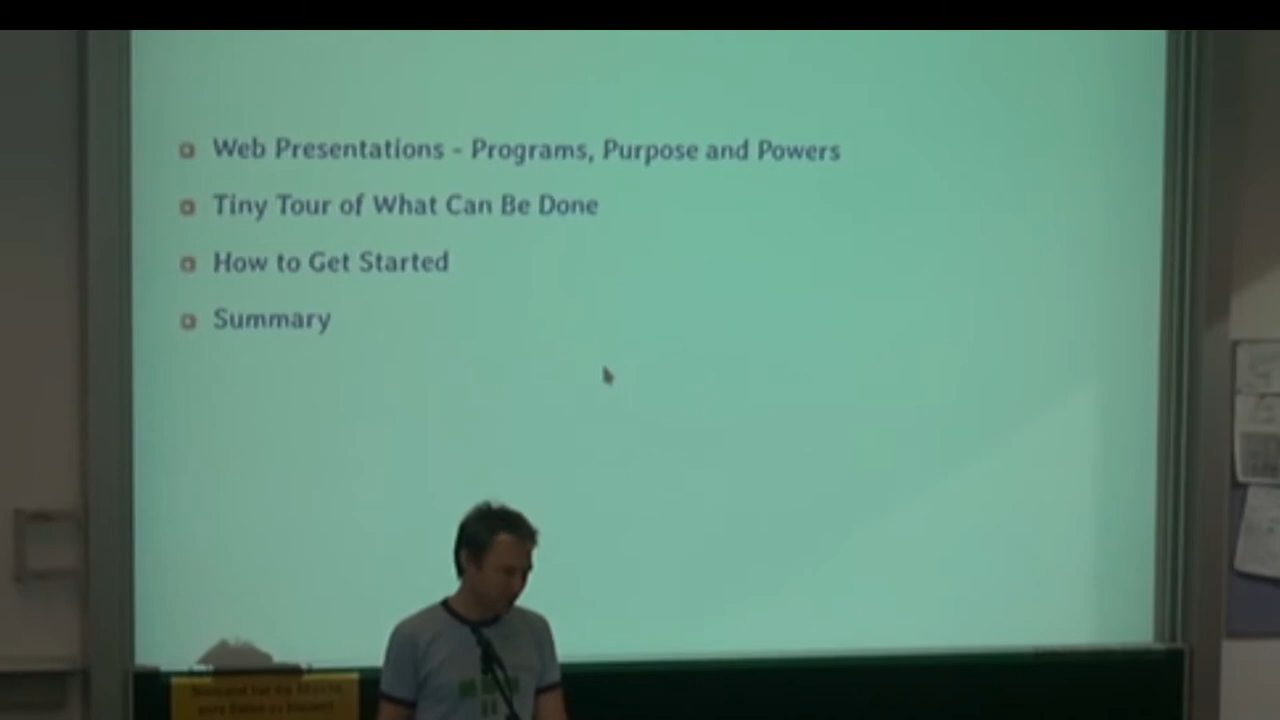 Web Presentations - Programs, Purpose and Powers
Tiny Tour of What Can Be Done
How to Get Started
Summary